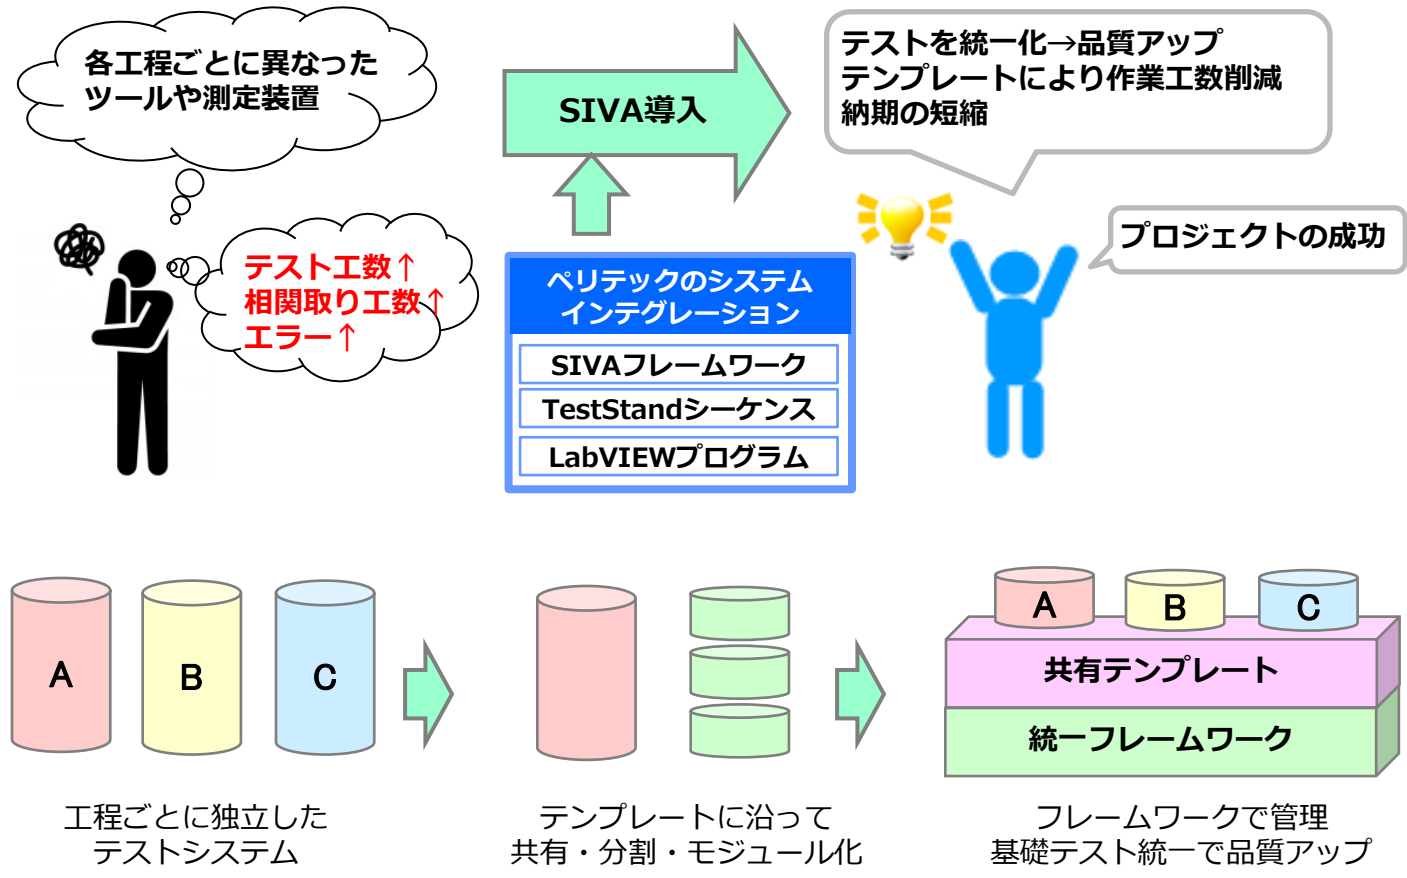 各工程ごとに異なった
ツールや測定装置
テスト工数↑
相関取り工数↑
エラー↑
SIVA導入
ペリテックのシステム
インテグレーション
SIVAフレームワーク
TestStandシーケンス
LabVIEWプログラム
テストを統一化→品質アップ
テンプレートにより作業工数削減
納期の短縮
プロジェクトの成功
A
B
C
工程ごとに独立した
テストシステム
テンプレートに沿って
共有・分割・モジュール化
A
B
C
共有テンプレート
統一フレームワーク
フレームワークで管理
基礎テスト統一で品質アップ